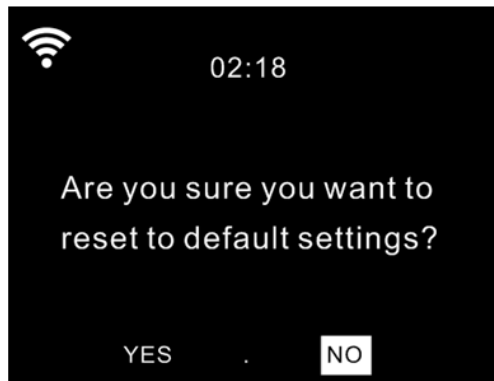 02:18
Are you sure you want to
reset to default settings?
YES . NO